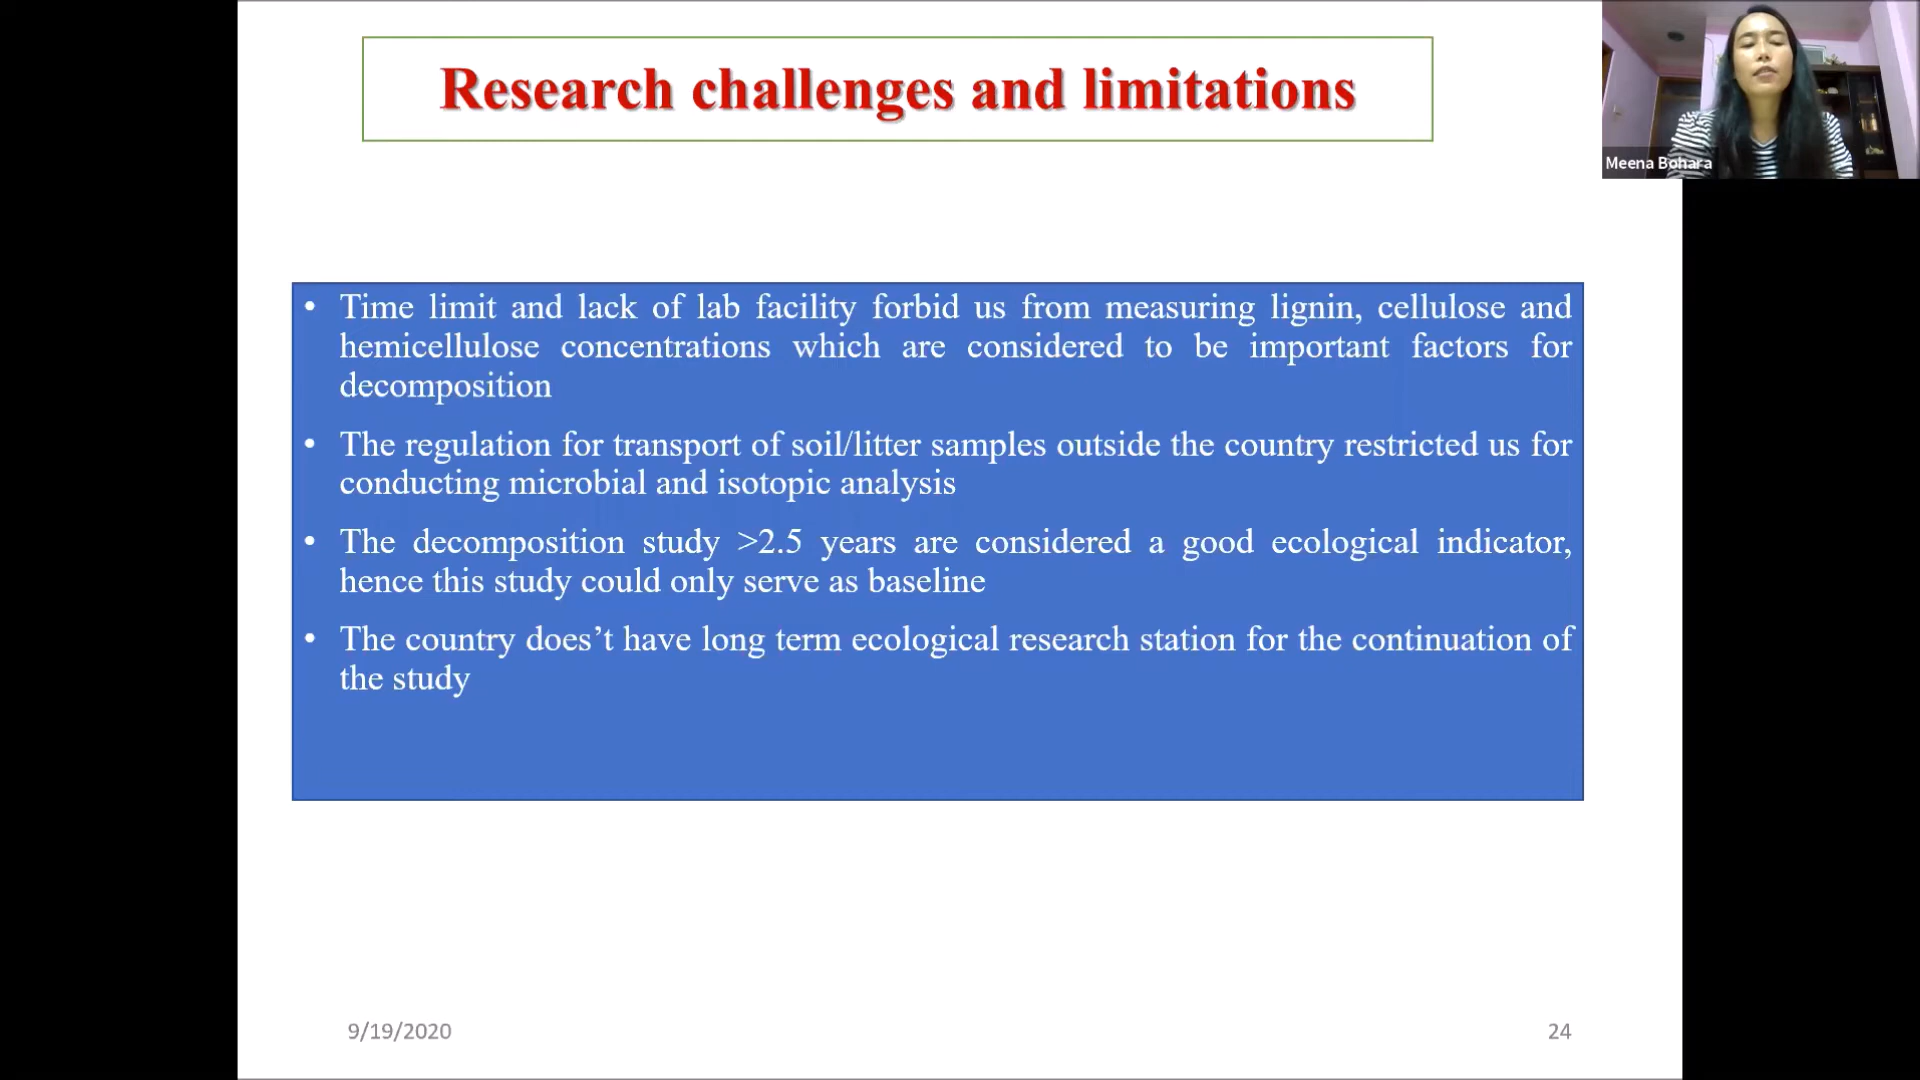 Research challenges and limitations
Meena Bohara
• Time limit and lack of lab facility forbid us from measuring lignin, cellulose and
hemicellulose concentrations which are considered to be important factors for
decomposition
• The regulation for transport of soil/litter samples outside the country restricted us for
conducting microbial and isotopic analysis
• The decomposition study >2.5 years are considered a good ecological indicator,
hence this study could only serve as baseline
• The country does’t have long term ecological research station for the continuation of
the study
9/19/2020
24